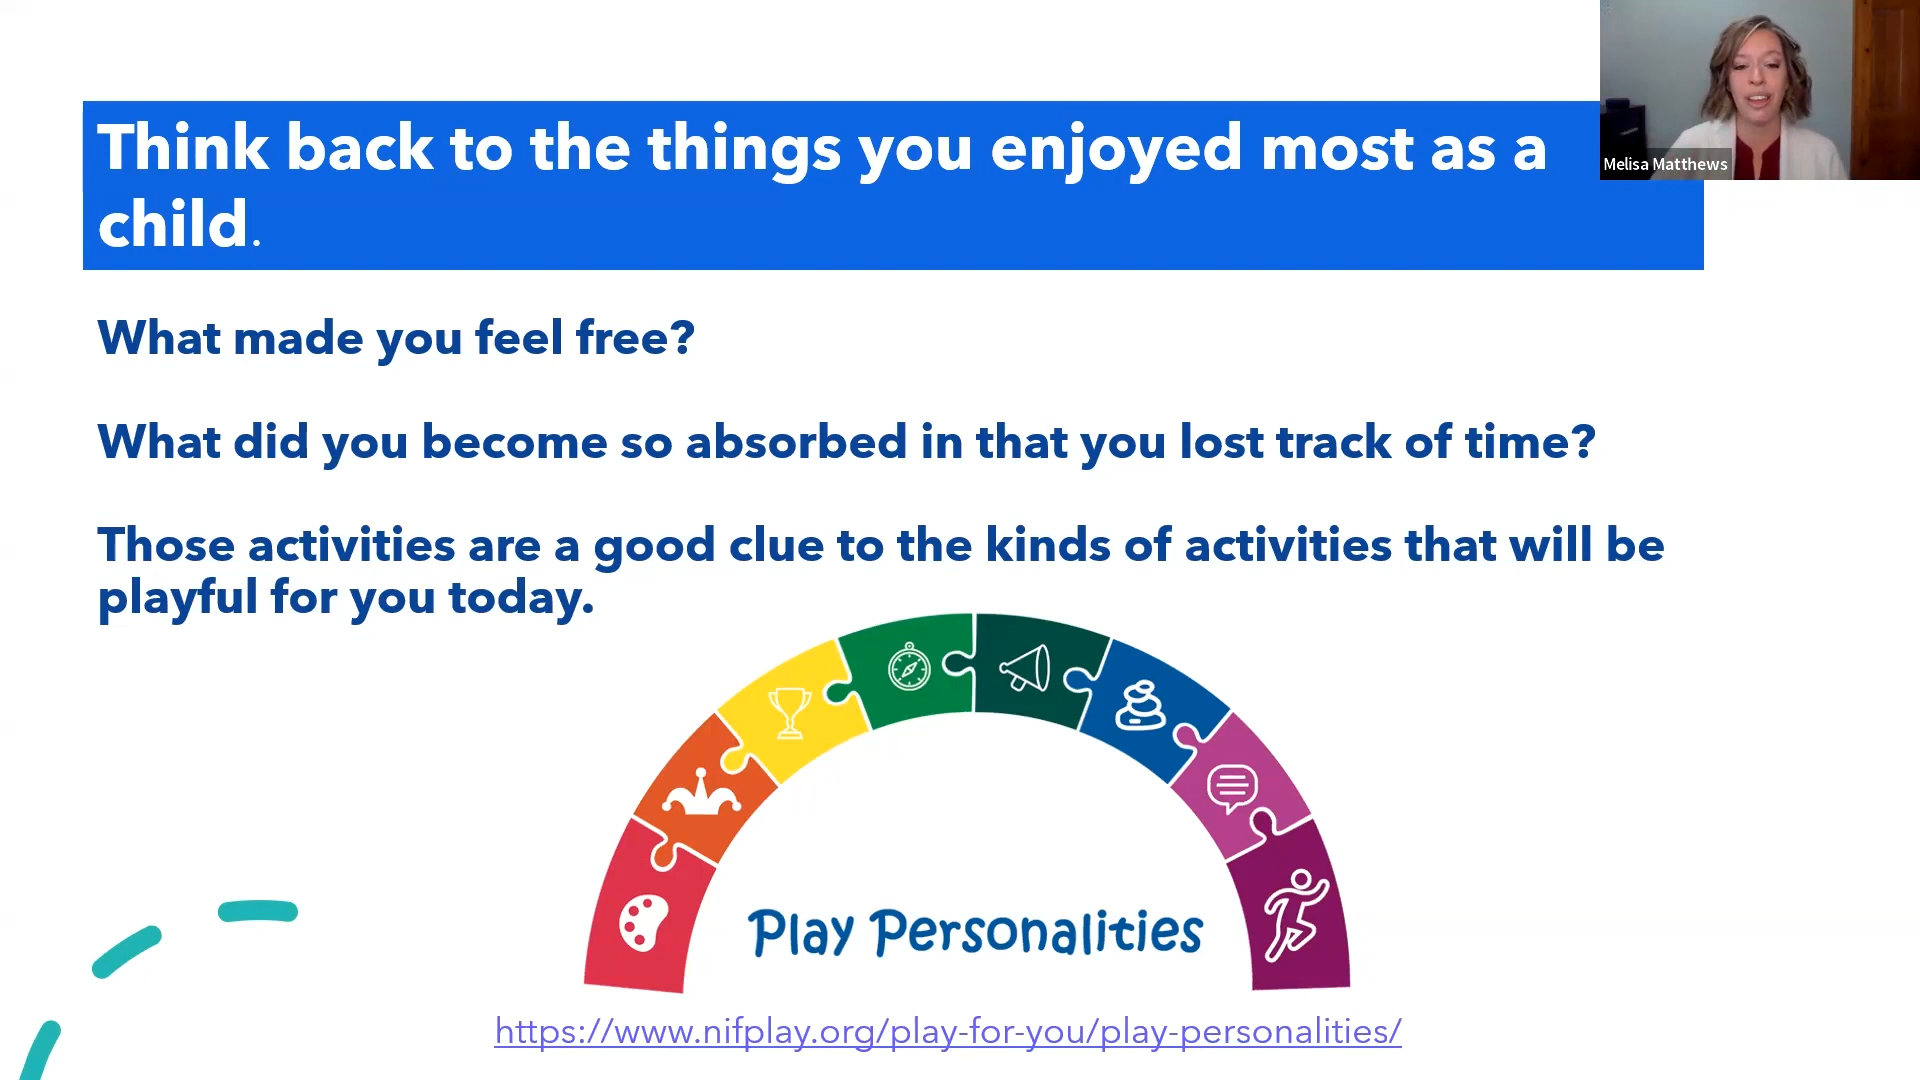 Think back to the things you enjoyed most as a
child.
Melisa Matthews
What made you feel free?
What did you become so absorbed in that you lost track of time?
Those activities are a good clue to the kinds of activities that will be
playful for you today.
Play Personalities
https://www.nifplay.org/play-for-you/play-personalities/